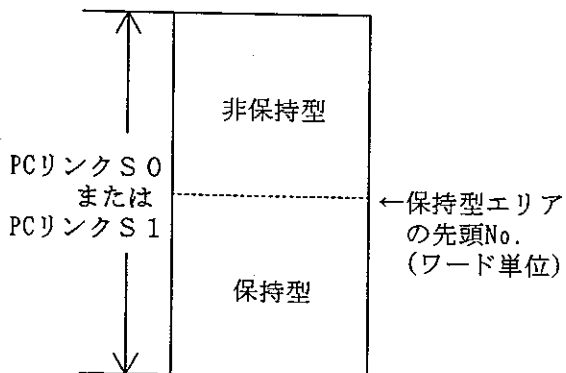 非保持型
PCリンクS0
または
PCリンクS1
←保持型エリア
の先頭No.
(ワード単位)
保持型